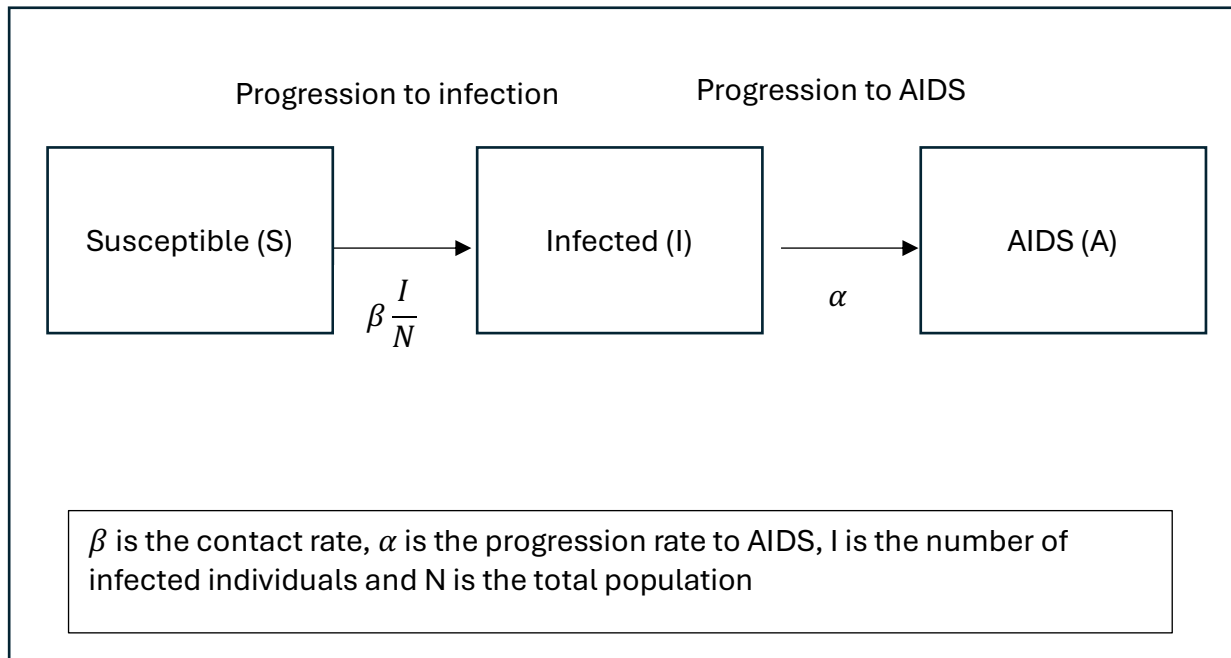 Progression to infection
Progression to AIDS
Susceptible (S)
Infected (I)
AIDS (A)
𝛽 𝐼/𝑁
𝛼
𝛽 is the contact rate, 𝛼 is the progression rate to AIDS, I is the number of
infected individuals and N is the total population